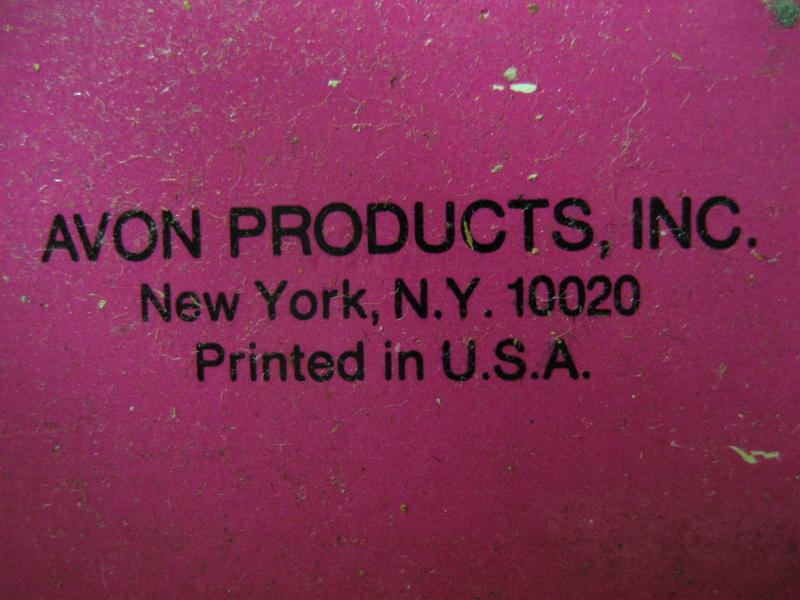 AVON PRODUCTS, INC.
New York, N.Y. 10020
Printed in U.S.A.